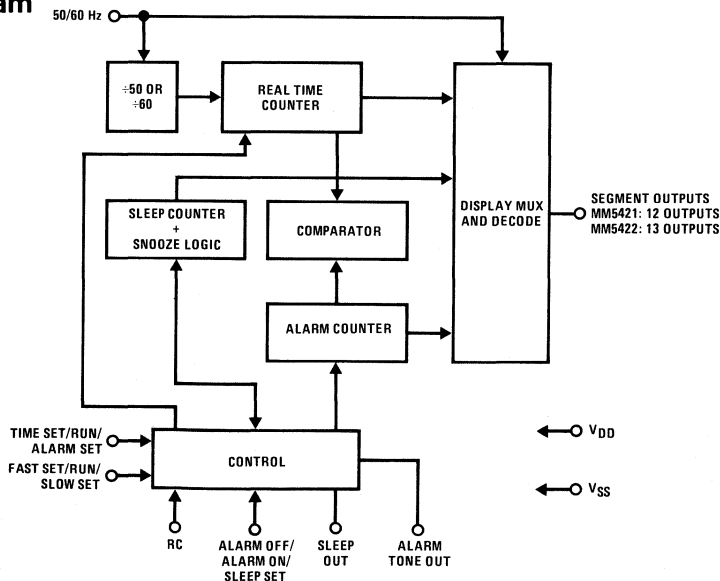 am
50/60 Hz
÷50 OR
÷60
REAL TIME
COUNTER
SLEEP COUNTER
+
SNOOZE LOGIC
COMPARATOR
DISPLAY MUX
AND DECODE
SEGMENT OUTPUTS
MM5421: 12 OUTPUTS
MM5422: 13 OUTPUTS
ALARM COUNTER
TIME SET/RUN/
ALARM SET
FAST SET/RUN/
SLOW SET
CONTROL
VDD
VSS
RC
ALARM OFF/
ALARM ON/
SLEEP SET
SLEEP
OUT
ALARM
TONE OUT